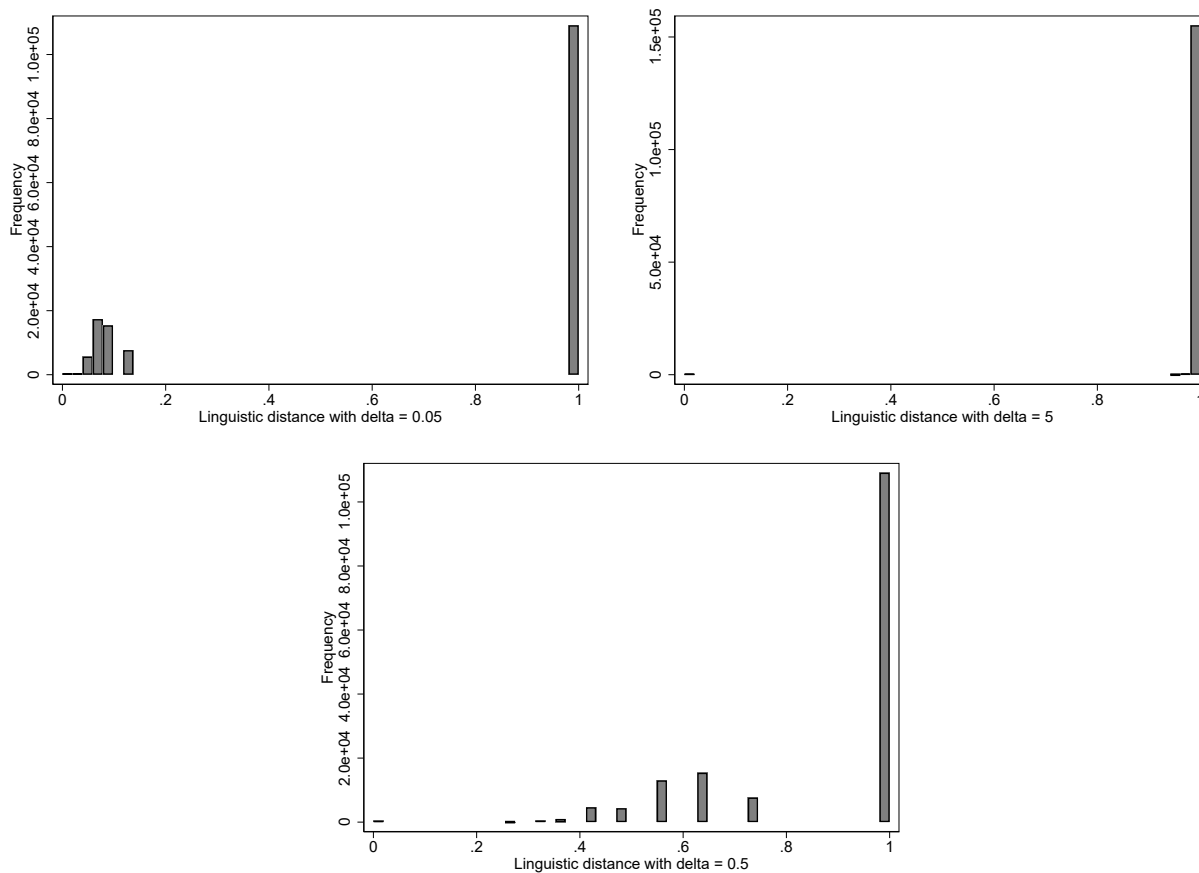 Frequency
0 2.0e+04 4.0e+04 6.0e+04 8.0e+04 1.0e+05
0 .2 .4 .6 .8 1
Linguistic distance with delta = 0.05
Frequency
0 5.0e+04 1.0e+05 1.5e+05
0 .2 .4 .6 .8 1
Linguistic distance with delta = 5
Frequency
0 2.0e+04 4.0e+04 6.0e+04 8.0e+04 1.0e+05
0 .2 .4 .6 .8 1
Linguistic distance with delta = 0.5